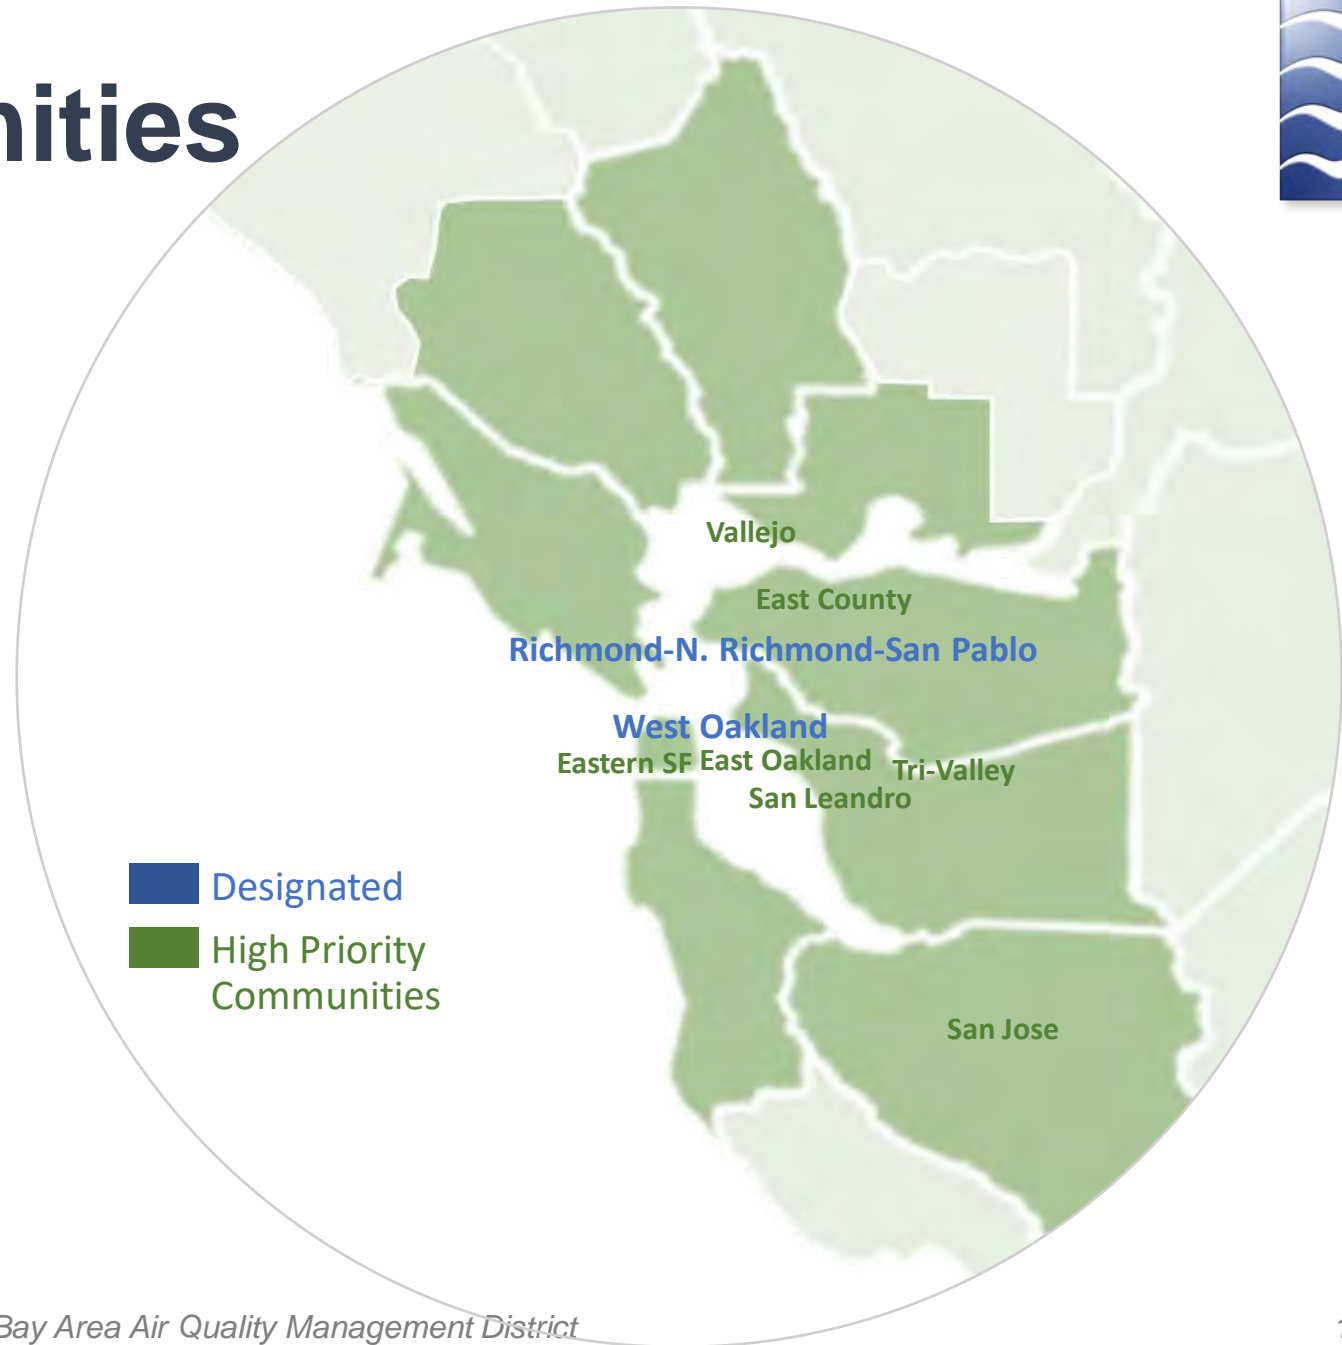 nities
Vallejo
East County
Richmond-N. Richmond-San Pablo
West Oakland
Eastern SF East Oakland Tri-Valley
San Leandro
Designated
High Priority
Communities
San Jose
Bay Area Air Quality Management District